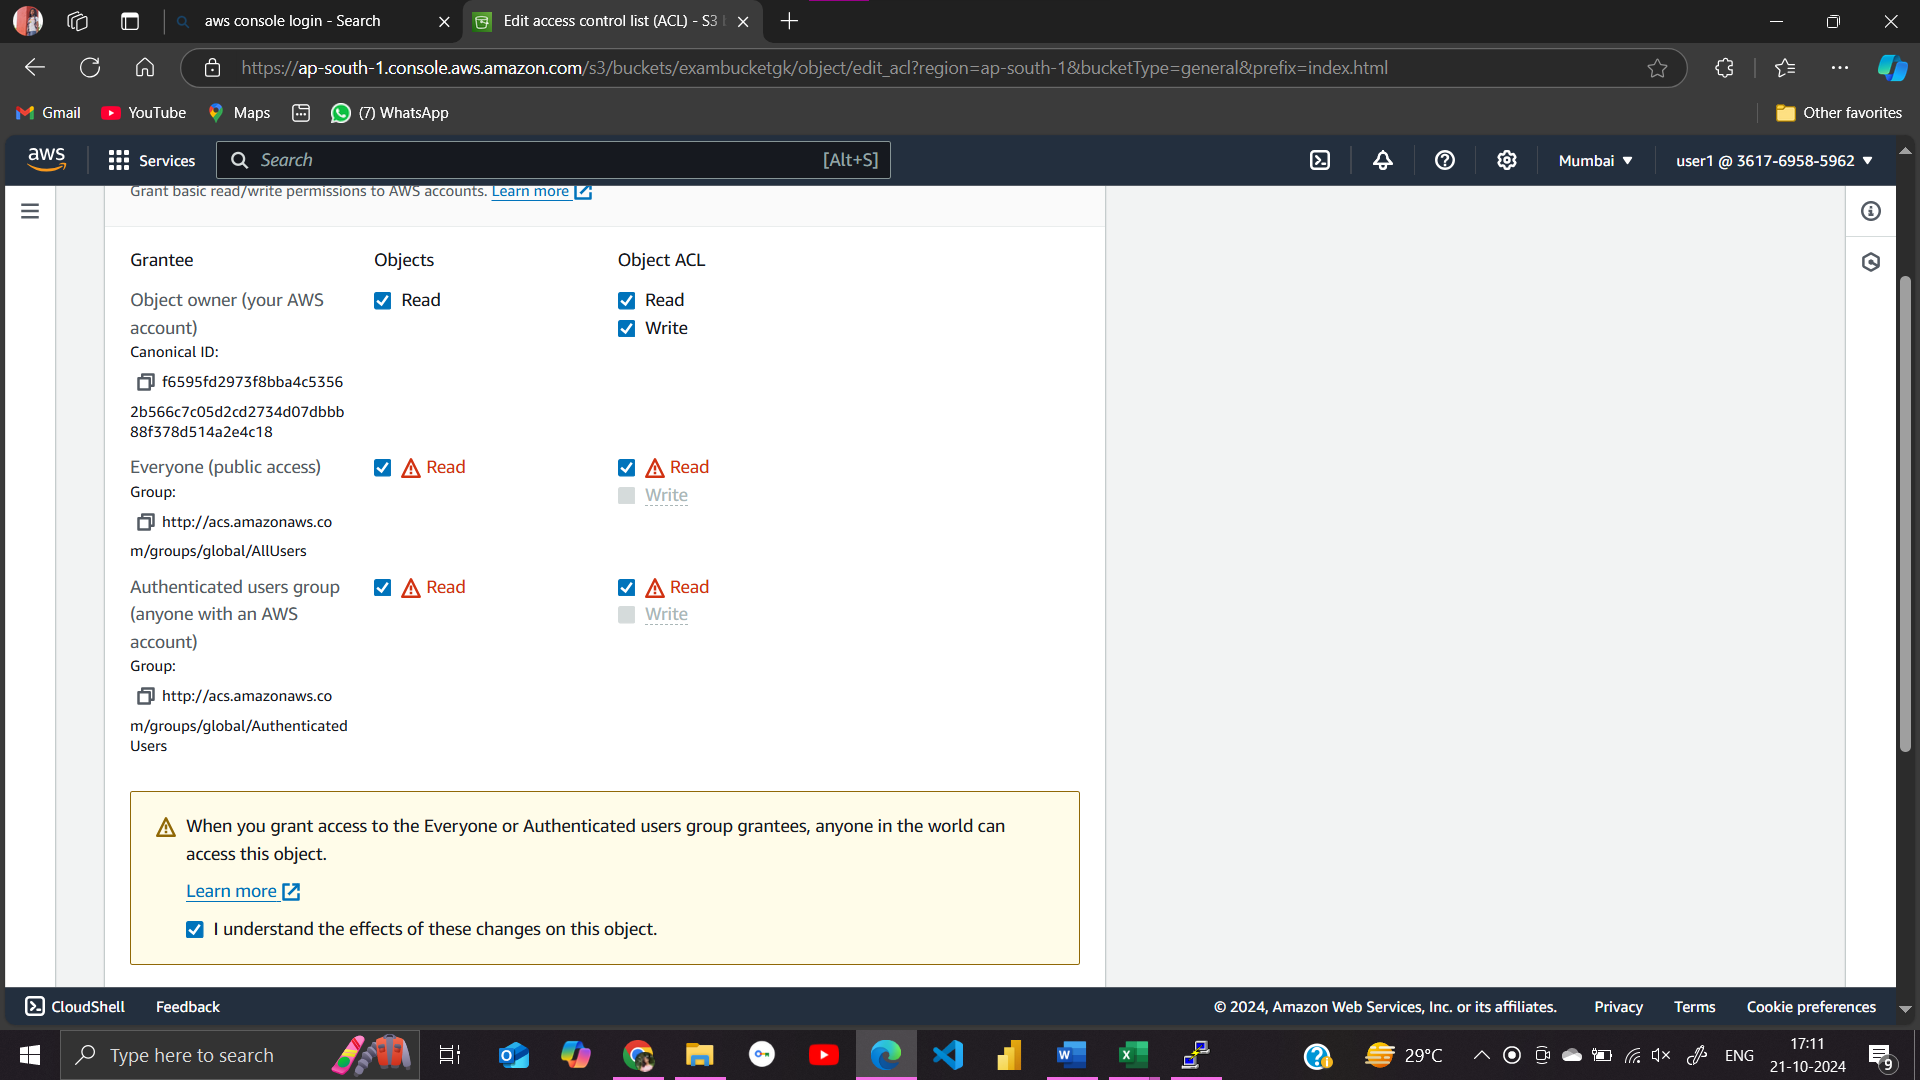 aws console login - Search
Edit access control list (ACL) - S3
https://ap-south-1.console.aws.amazon.com/s3/buckets/exambucketgk/object/edit_acl?region=ap-south-1&bucketType=general&prefix=index.html
Gmail YouTube Maps (7) WhatsApp Other favorites
aws Services Search [Alt+S] Mumbai user1 @ 3617-6958-5962
Grant basic read/write permissions to AWS accounts. Learn more
Grantee Objects Object ACL
Object owner (your AWS Read Read
account) Write
Canonical ID:
f6595fd2973f8bba4c5356
2b566c7c05d2cd2734d07dbbb
88f378d514a2e4c18
Everyone (public access) Read Read
Group: Write
http://acs.amazonaws.co
m/groups/global/AllUsers
Authenticated users group Read Read
(anyone with an AWS Write
account)
Group:
http://acs.amazonaws.co
m/groups/global/Authenticated
Users
When you grant access to the Everyone or Authenticated users group grantees, anyone in the world can
access this object.
Learn more
I understand the effects of these changes on this object.
CloudShell Feedback © 2024, Amazon Web Services, Inc. or its affiliates. Privacy Terms Cookie preferences
Type here to search 29°C ENG 17:11
21-10-2024 9